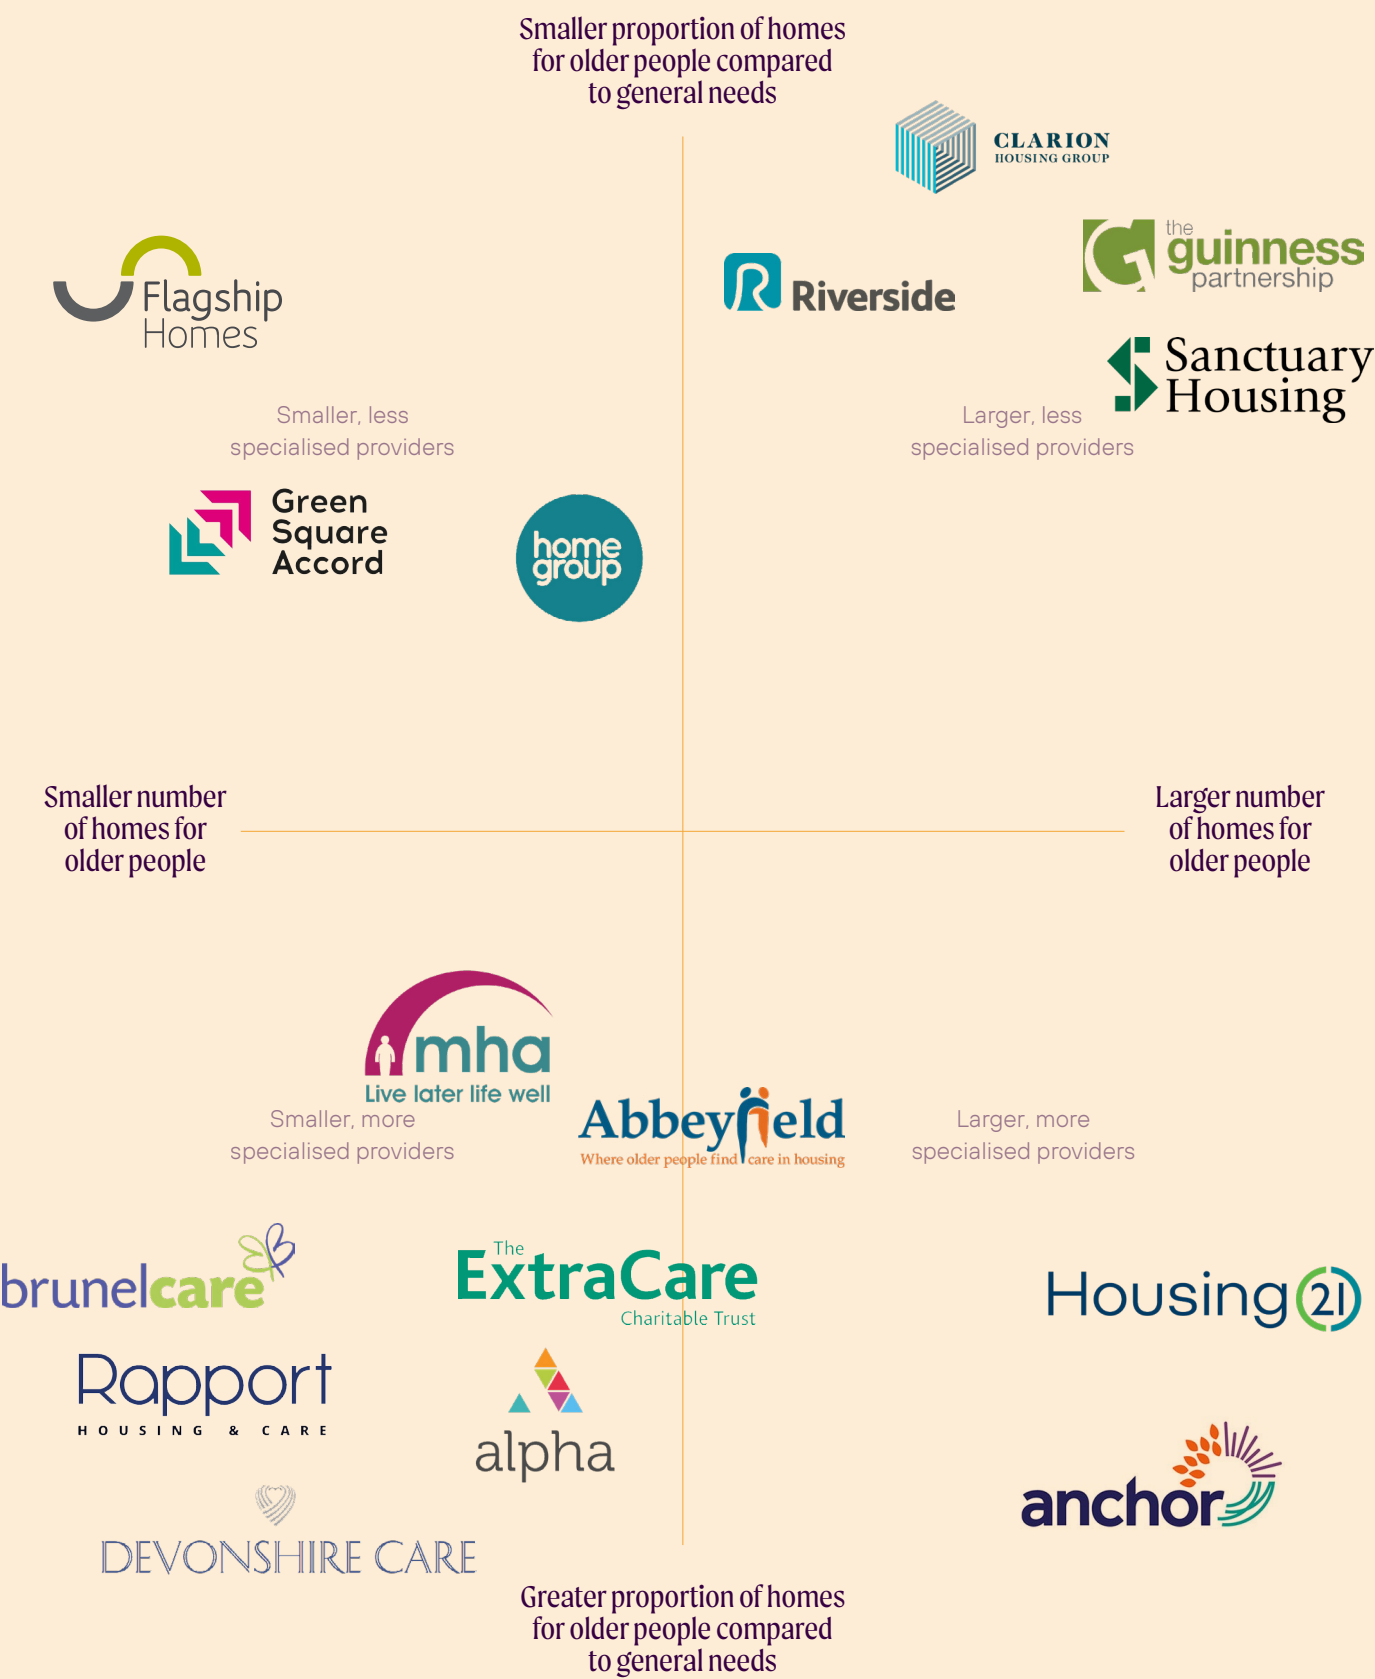 Smaller proportion of homes
for older people compared
to general needs
CLARION
HOUSING GROUP
the
guinness
partnership
Flagship
Homes
Riverside
Sanctuary
Housing
Smaller, less
specialised providers
Larger, less
specialised providers
Green
Square
Accord
home
group
Smaller number
of homes for
older people
Larger number
of homes for
older people
mha
Live later life well
Smaller, more
specialised providers
Abbeyfield
Where older people find care in housing
Larger, more
specialised providers
brunelcare
The
ExtraCare
Charitable Trust
Housing 21
Rapport
HOUSING & CARE
alpha
anchor
DEVONSHIRE CARE
Greater proportion of homes
for older people compared
to general needs